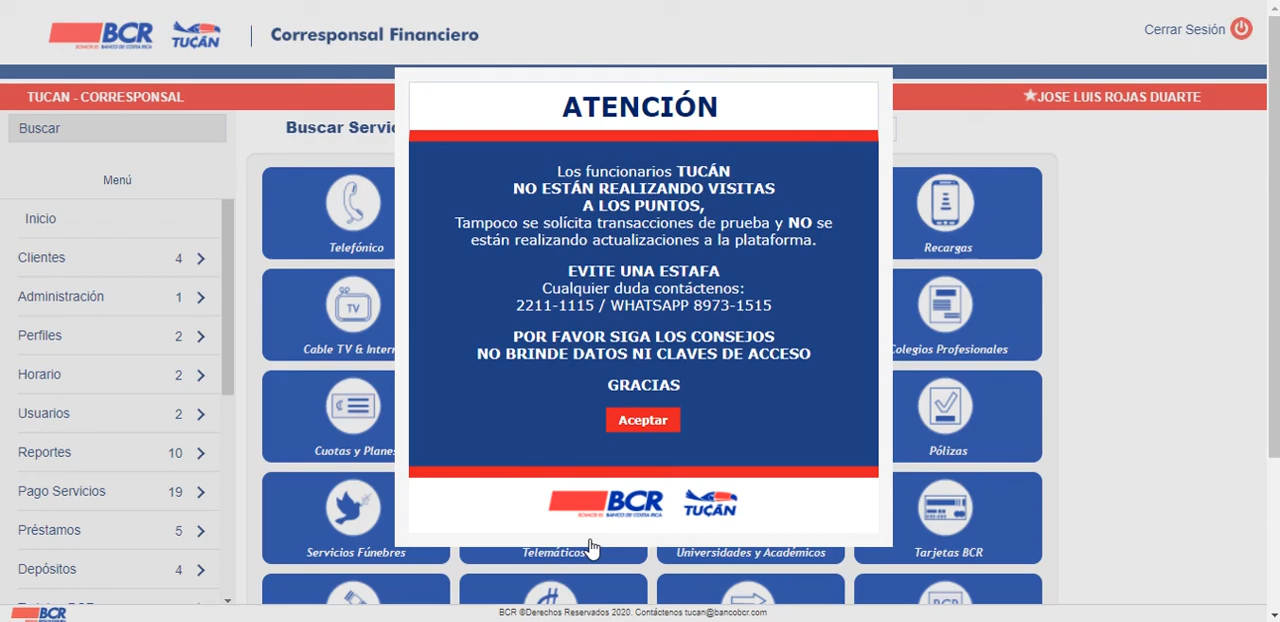 BCR
TUCÁN
Corresponsal Financiero
Cerrar Sesión
TUCAN - CORRESPONSAL
JOSE LUIS ROJAS DUARTE
Buscar
Buscar Servic
Menú
Inicio
Clientes 4
Administración 1
Perfiles 2
Horario 2
Usuarios 2
Reportes 10
Pago Servicios 19
Préstamos 5
Depósitos 4
ATENCIÓN
Los funcionarios TUCÁN
NO ESTÁN REALIZANDO VISITAS
A LOS PUNTOS,
Tampoco se solícita transacciones de prueba y NO se
están realizando actualizaciones a la plataforma.
EVITE UNA ESTAFA
Cualquier duda contáctenos:
2211-1115 / WHATSAPP 8973-1515
POR FAVOR SIGA LOS CONSEJOS
NO BRINDE DATOS NI CLAVES DE ACCESO
GRACIAS
Aceptar
BCR
TUCÁN
Telefónico
Recargas
Cable TV & Intern
TV
Colegios Profesionales
Cuotas y Planes
Pólizas
Servicios Fúnebres
Telemáticos
Universidades y Académicos
Tarjetas BCR
BCR
BCR
BCR ©Derechos Reservados 2020. Contáctenos tucan@bancobcr.com